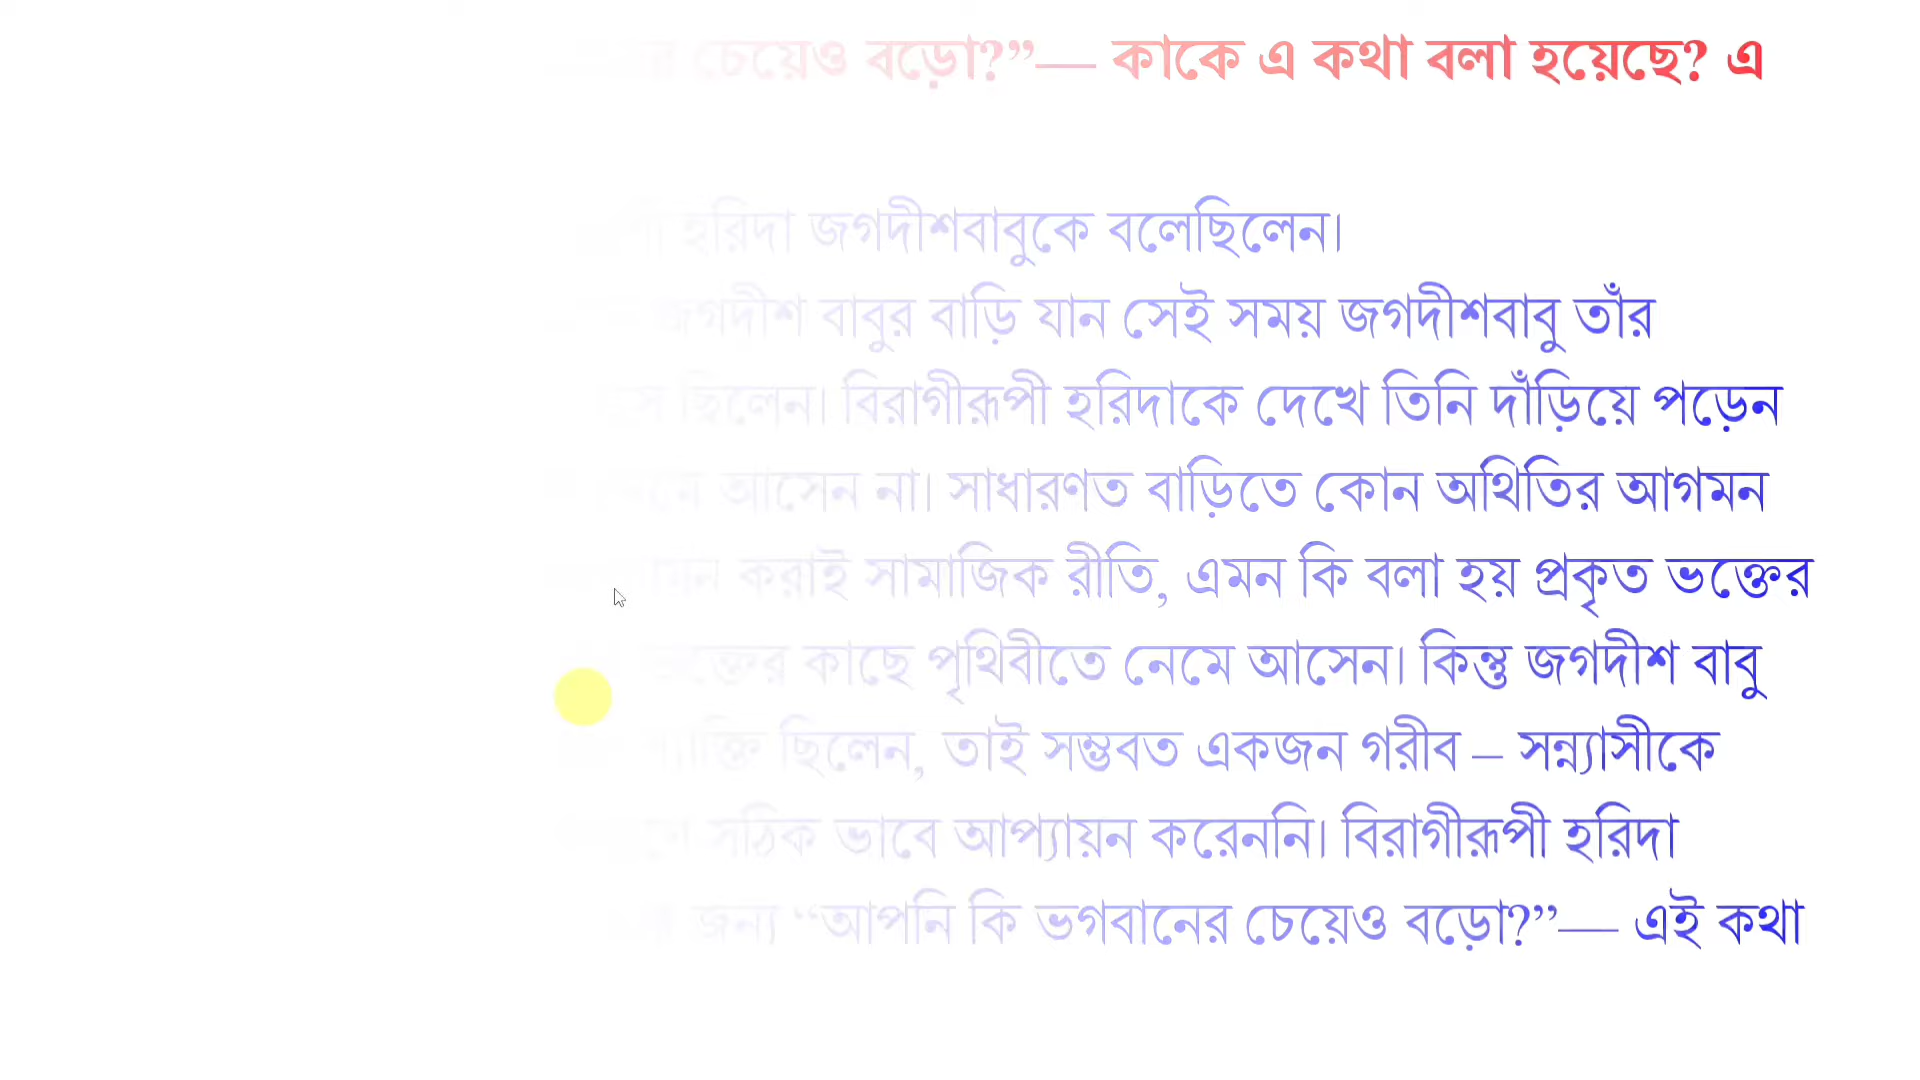 চেয়েও বড়ো?”— কাকে এ কথা বলা হয়েছে? এ
হরিদা জগদীশবাবুকে বলেছিলেন।
জগদীশ বাবুর বাড়ি যান সেই সময় জগদীশবাবু তাঁর
ছিলেন। বিরাগীরূপী হরিদাকে দেখে তিনি দাঁড়িয়ে পড়েন
আসেন না। সাধারণত বাড়িতে কোন অথিতির আগমন
করাই সামাজিক রীতি, এমন কি বলা হয় প্রকৃত ভক্তের
ভক্তের কাছে পৃথিবীতে নেমে আসেন। কিন্তু জগদীশ বাবু
ছিলেন, তাই সম্ভবত একজন গরীব – সন্ন্যাসীকে
সঠিক ভাবে আপ্যায়ন করেননি। বিরাগীরূপী হরিদা
জন্য “আপনি কি ভগবানের চেয়েও বড়ো?”— এই কথা